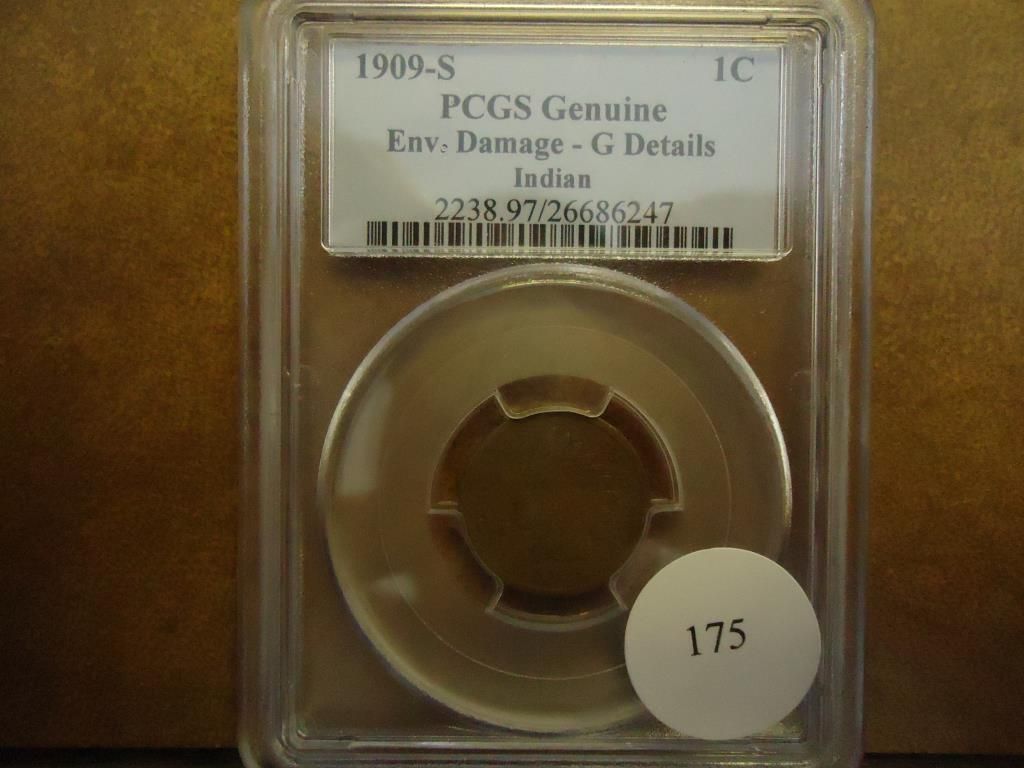 1909-S 1C
PCGS Genuine
Env. Damage - G Details
Indian
2238.97/26686247
175